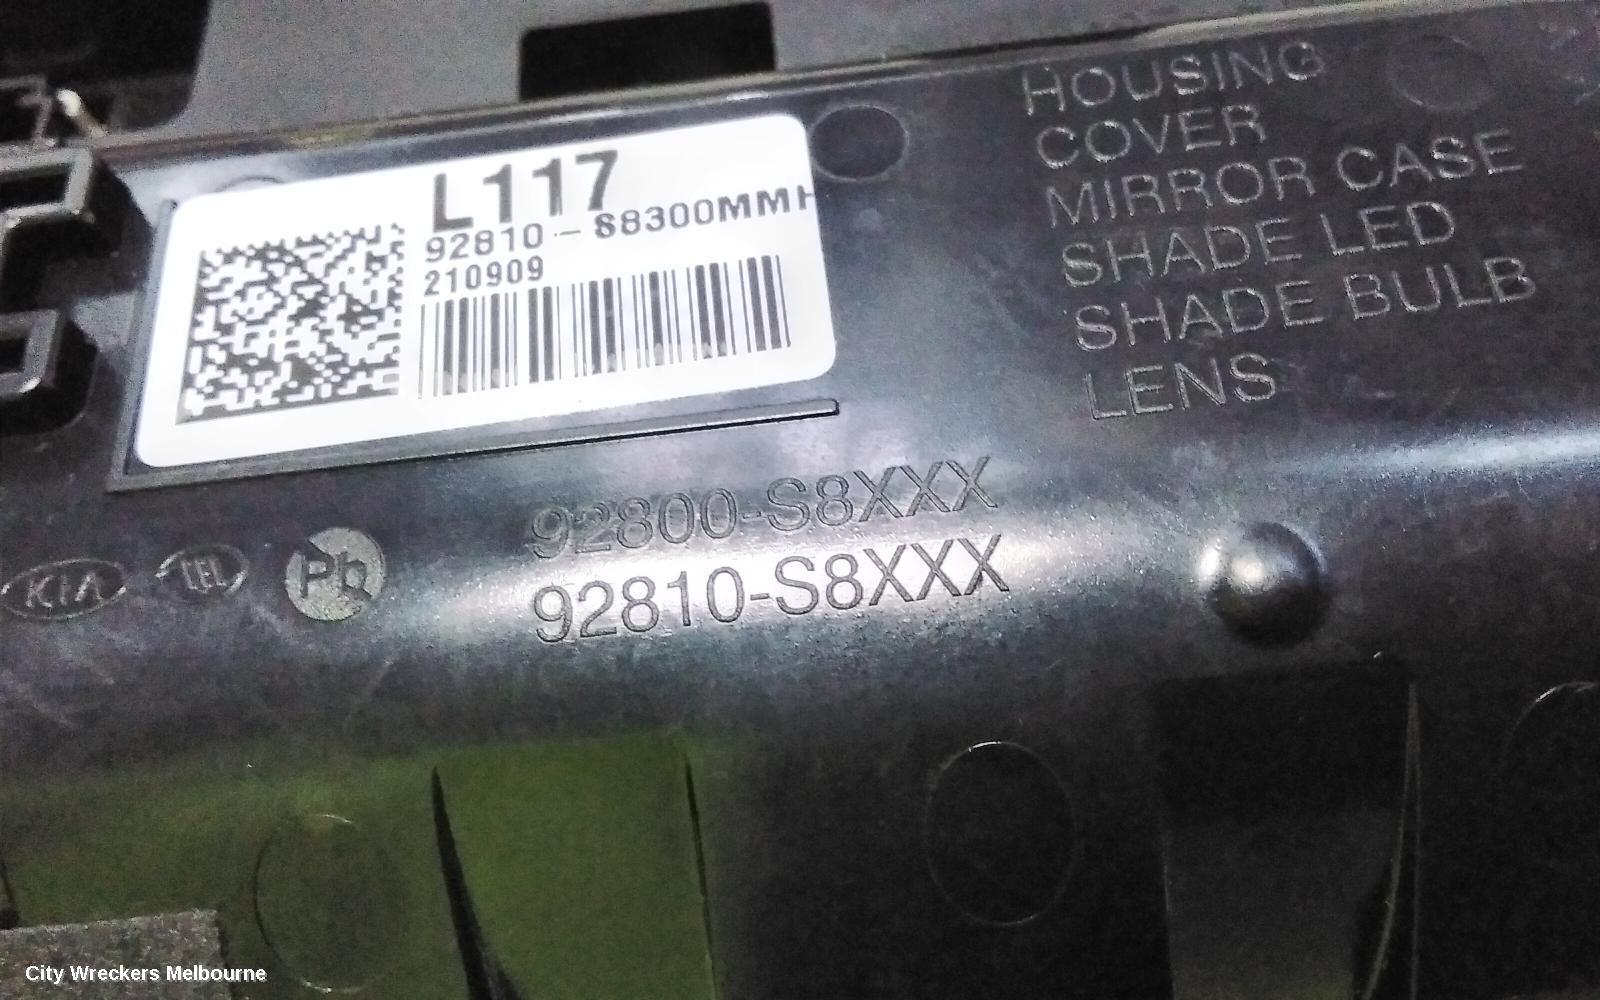 L117
92810-S8300MMH
210909
HOUSING
COVER
MIRROR CASE
SHADE LED
SHADE BULB
LENS
92800-S8XXX
92810-S8XXX
KIA
Pb
City Wreckers Melbourne